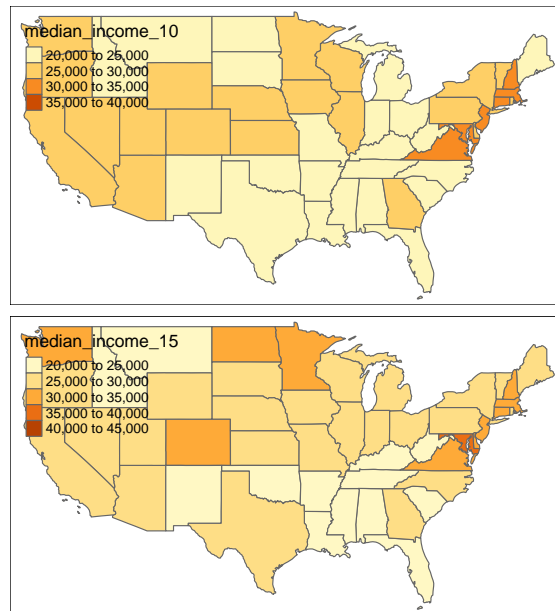 median_income_10
20,000 to 25,000
25,000 to 30,000
30,000 to 35,000
35,000 to 40,000
median_income_15
20,000 to 25,000
25,000 to 30,000
30,000 to 35,000
35,000 to 40,000
40,000 to 45,000